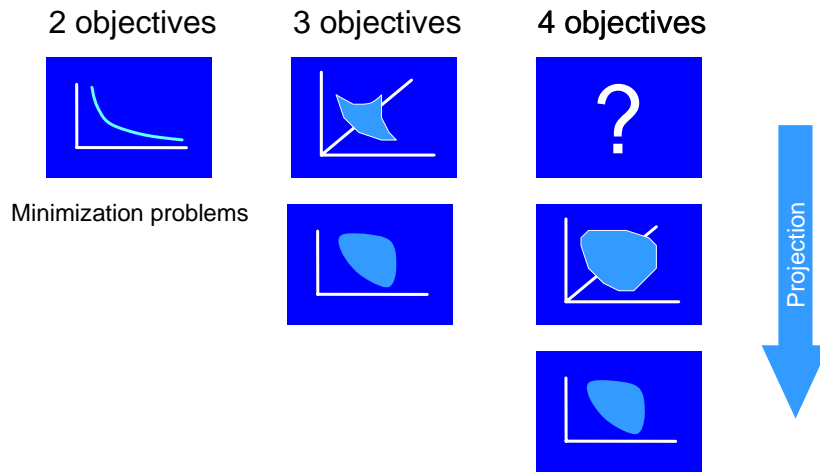 2 objectives
3 objectives
4 objectives
?
Minimization problems
Projection